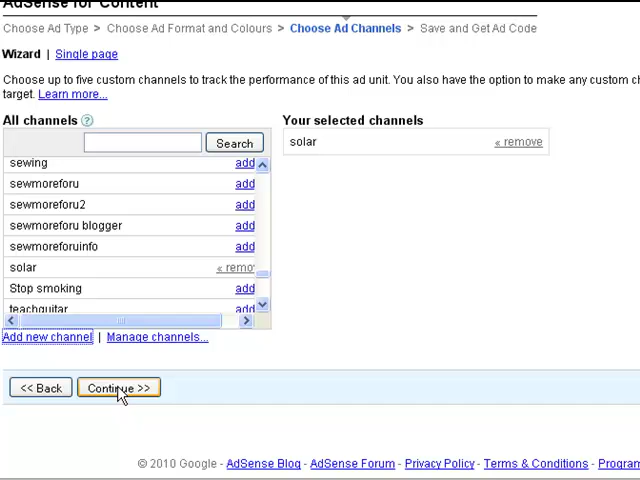 AdSense for Content
Choose Ad Type > Choose Ad Format and Colours > Choose Ad Channels > Save and Get Ad Code
Wizard | Single page
Choose up to five custom channels to track the performance of this ad unit. You also have the option to make any custom
target. Learn more...
All channels ?
Your selected channels
Search
solar « remove
sewing add
sewmoreforu add
sewmoreforu2 add
sewmoreforu blogger add
sewmoreforuinfo add
solar « remo
Stop smoking add
teachguitar add
Add new channel | Manage channels...
<< Back Continue >>
© 2010 Google - AdSense Blog - AdSense Forum - Privacy Policy - Terms & Conditions - Program